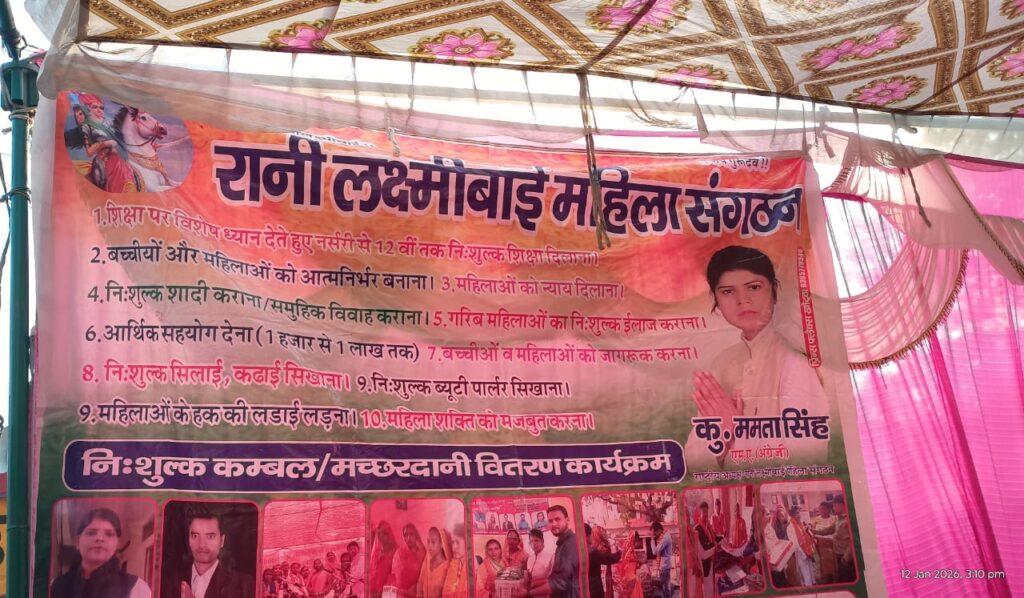 रानी लक्ष्मीबाई महिला संगठन
1.शिक्षा पर विशेष ध्यान देते हुए नर्सरी से 12 वीं तक नि:शुल्क शिक्षा दिलाना।
2.बच्चीयों और महिलाओं को आत्मनिर्भर बनाना। 3.महिलाओं को न्याय दिलाना।
4.नि:शुल्क शादी कराना/समुहिक विवाह कराना। 5.गरिब महिलाओं का नि:शुल्क ईलाज कराना।
6.आर्थिक सहयोग देना (1 हजार से 1 लाख तक) 7.बच्चीओं व महिलाओं को जागरूक करना।
8. नि:शुल्क सिलाई, कढाई सिखाना। 9.नि:शुल्क ब्यूटी पार्लर सिखाना।
9.महिलाओं के हक की लडाई लड़ना। 10.महिला शक्ति को मजबुत करना।
कु. ममता सिंह
एम.ए.(अंग्रेजी)
नि:शुल्क कम्बल/मच्छरदानी वितरण कार्यक्रम
12 Jan 2026, 3:10 pm